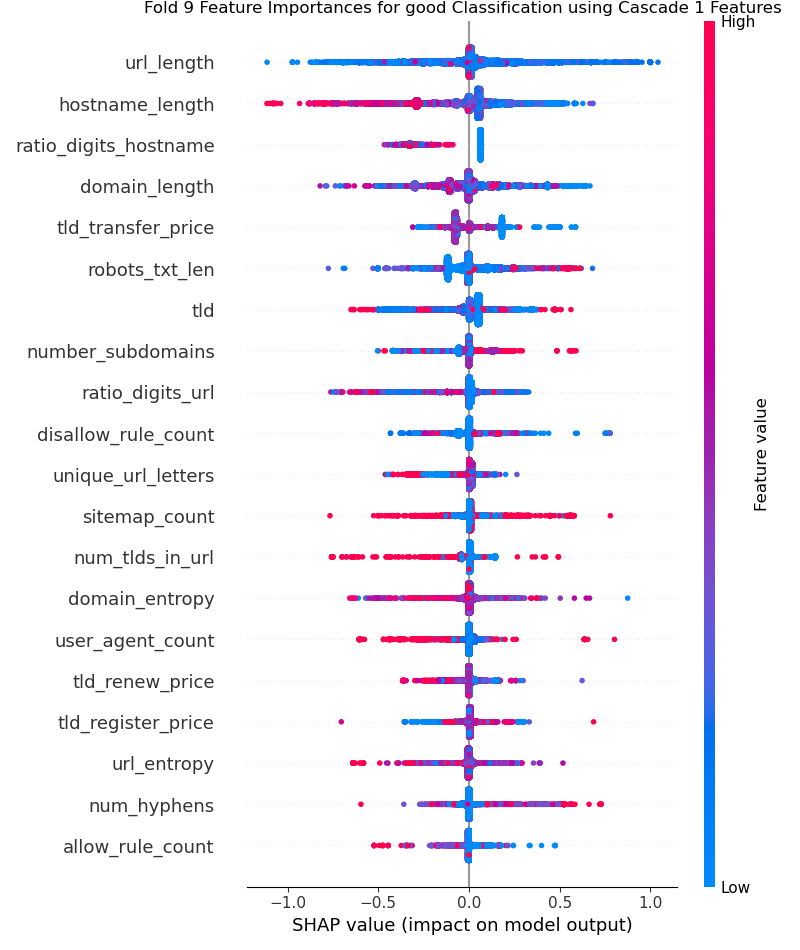 Fold 9 Feature Importances for good Classification using Cascade 1 Features
High
url_length
hostname_length
ratio_digits_hostname
domain_length
tld_transfer_price
robots_txt_len
tld
number_subdomains
ratio_digits_url
disallow_rule_count
unique_url_letters
sitemap_count
num_tlds_in_url
domain_entropy
user_agent_count
tld_renew_price
tld_register_price
url_entropy
num_hyphens
allow_rule_count
Feature value
Low
−1.0 −0.5 0.0 0.5 1.0
SHAP value (impact on model output)